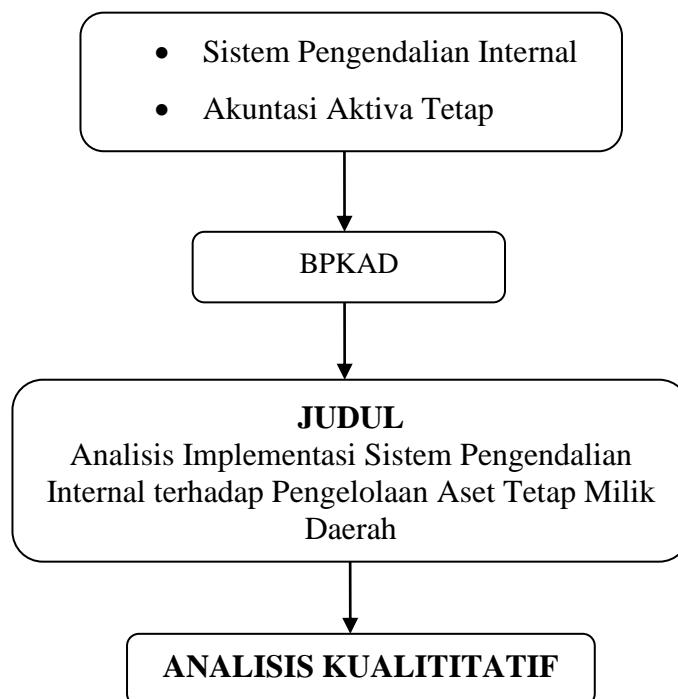 • Sistem Pengendalian Internal
• Akuntasi Aktiva Tetap
BPKAD
JUDUL
Analisis Implementasi Sistem Pengendalian
Internal terhadap Pengelolaan Aset Tetap Milik
Daerah
ANALISIS KUALITITATIF